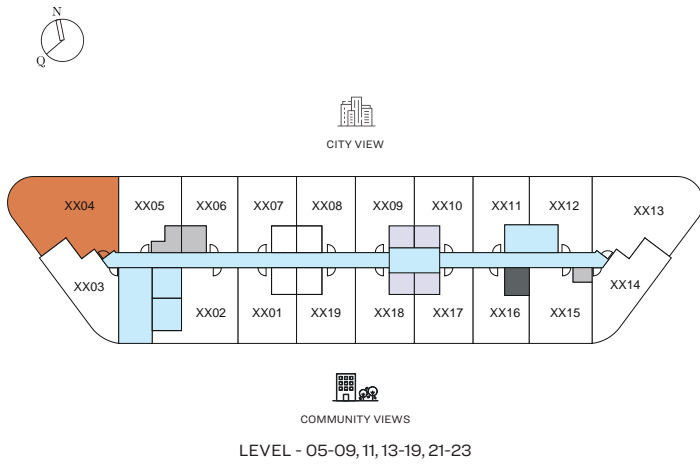 N
Q
CITY VIEW
XX04 XX05 XX06 XX07 XX08 XX09 XX10 XX11 XX12 XX13
XX03 XX02 XX01 XX19 XX18 XX17 XX16 XX15 XX14
COMMUNITY VIEWS
LEVEL - 05-09, 11, 13-19, 21-23